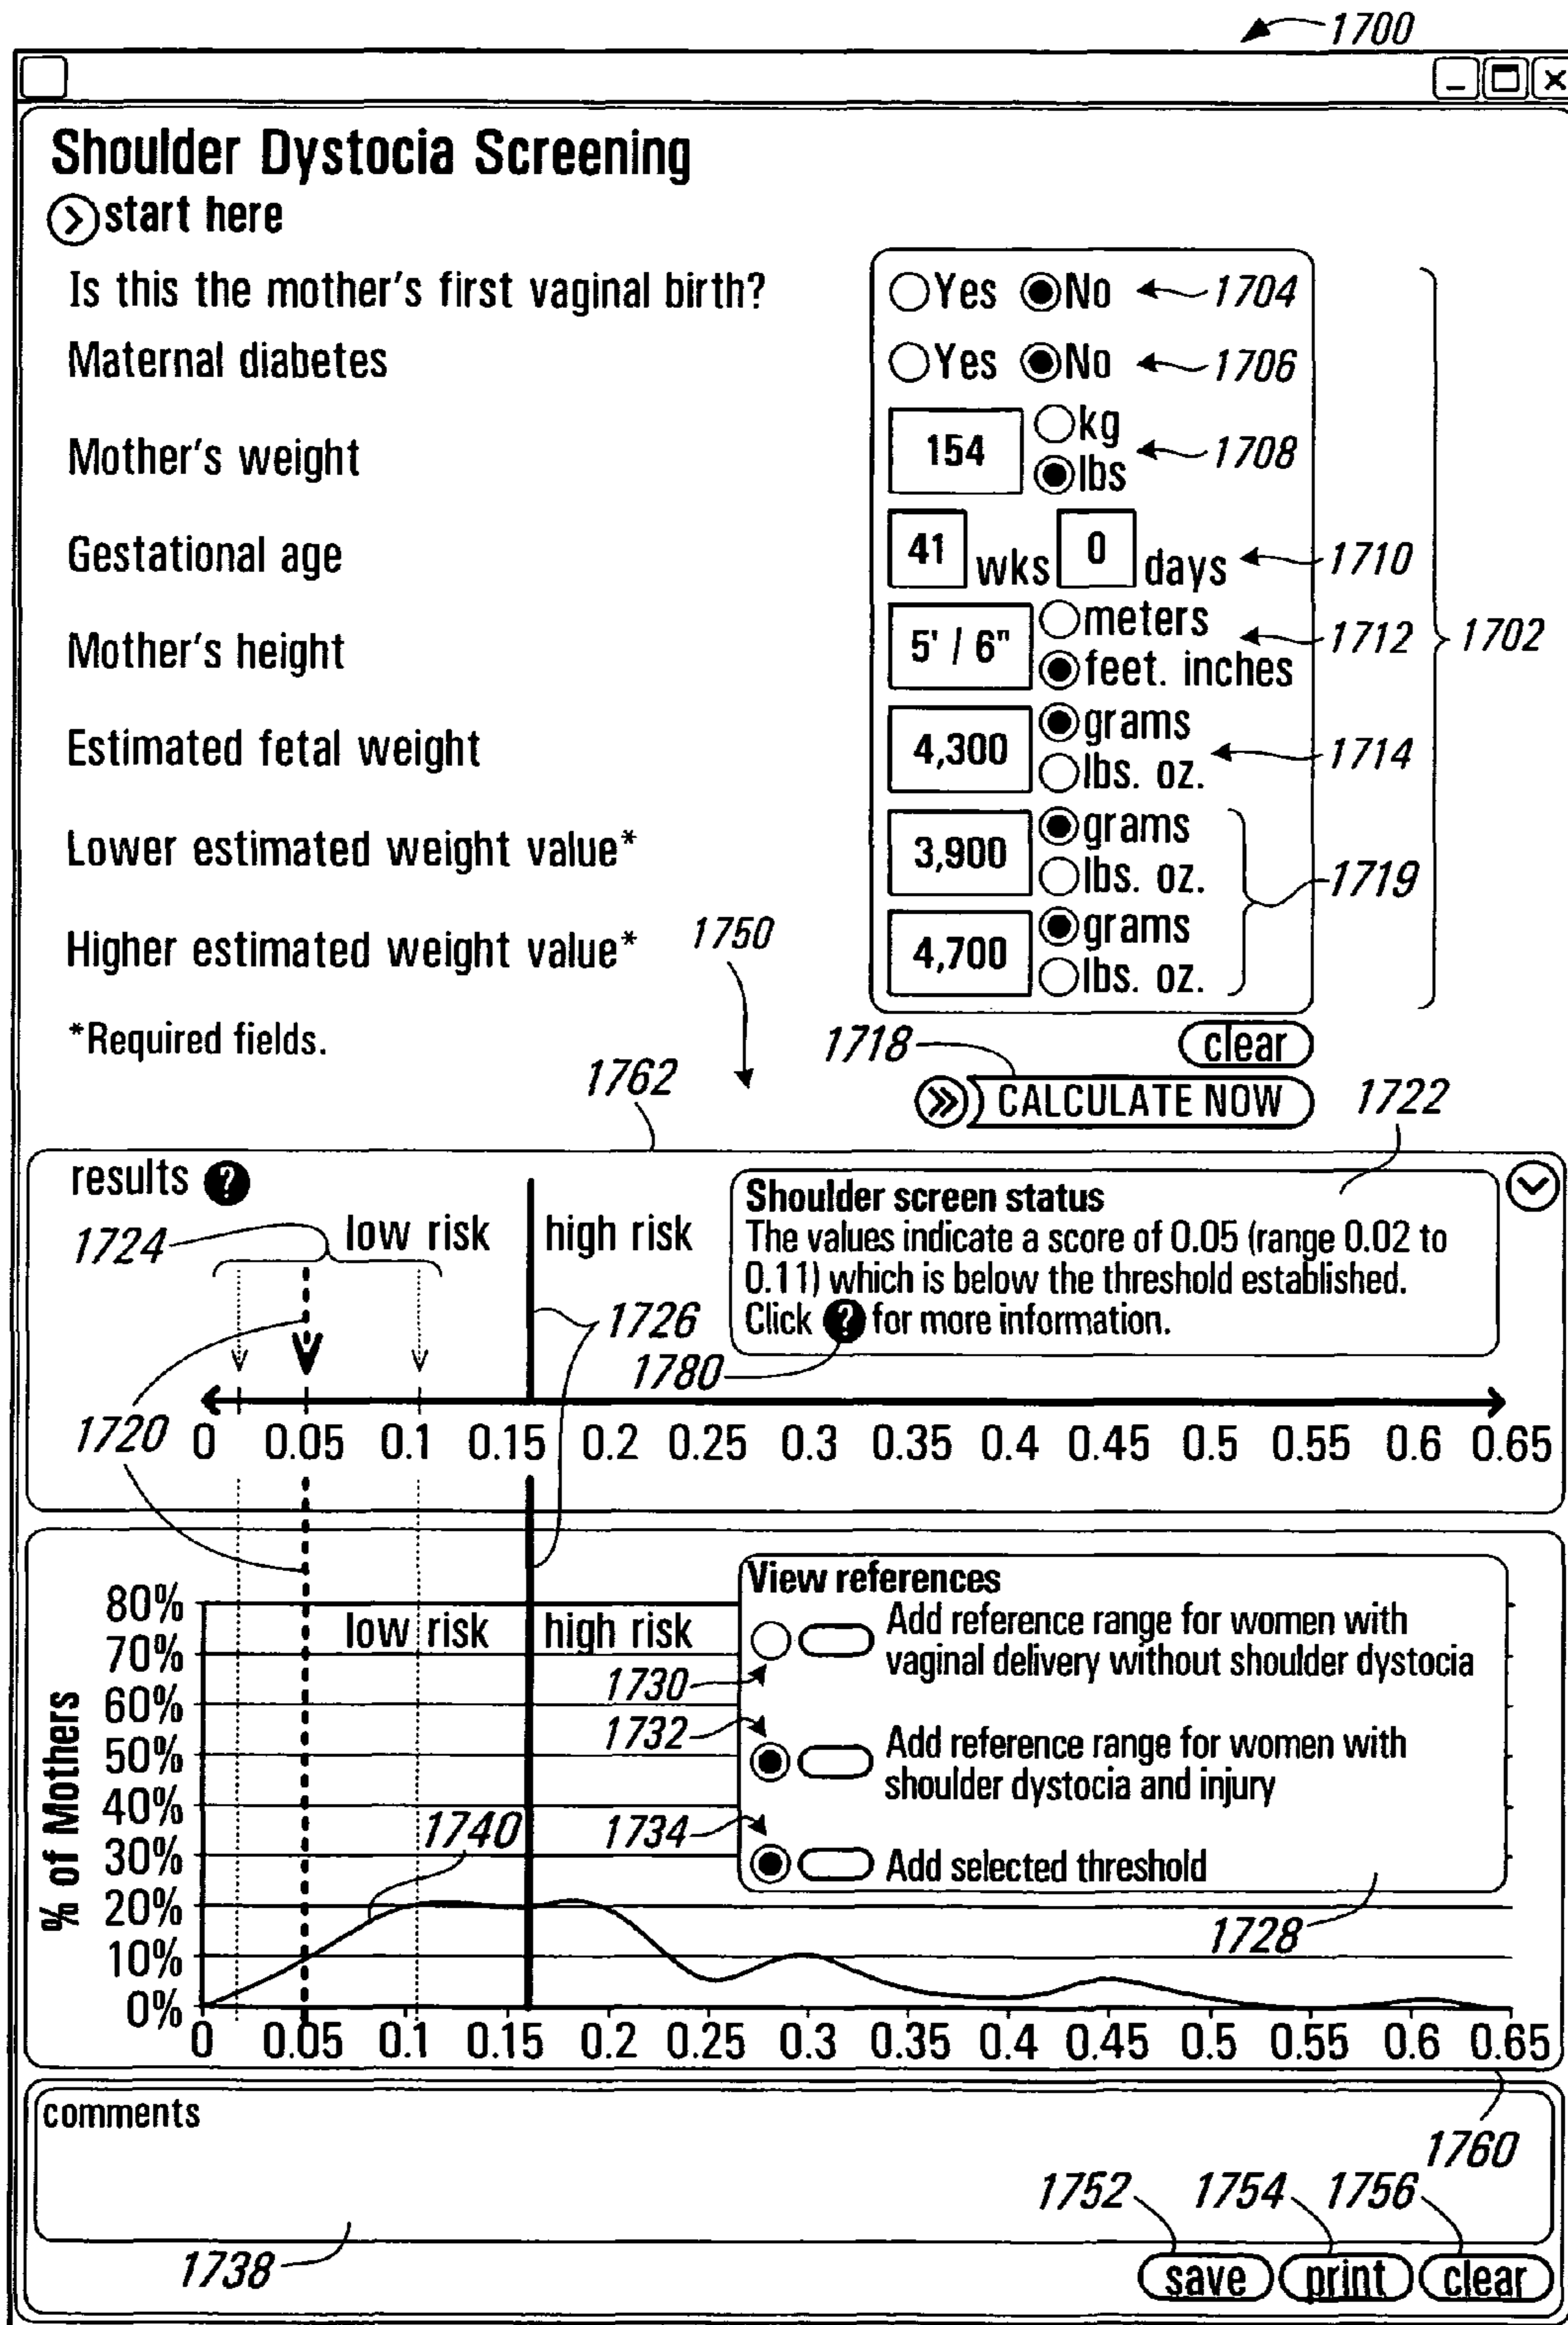 1700
Shoulder Dystocia Screening
start here
Is this the mother's first vaginal birth? Yes No 1704
Maternal diabetes Yes No 1706
Mother's weight 154 kg lbs 1708
Gestational age 41 wks 0 days 1710
Mother's height 5' / 6" meters feet. inches 1712 1702
Estimated fetal weight 4,300 grams lbs. oz. 1714
Lower estimated weight value* 3,900 grams lbs. oz. 1719
Higher estimated weight value* 1750 4,700 grams lbs. oz.
*Required fields. 1718 clear
1762 CALCULATE NOW 1722
results ?
1724 low risk high risk
Shoulder screen status
The values indicate a score of 0.05 (range 0.02 to
0.11) which is below the threshold established.
Click ? for more information.
1726
1780
1720 0 0.05 0.1 0.15 0.2 0.25 0.3 0.35 0.4 0.45 0.5 0.55 0.6 0.65
View references
Add reference range for women with
vaginal delivery without shoulder dystocia
1730
1732
Add reference range for women with
shoulder dystocia and injury
1734
Add selected threshold
1728
% of Mothers
80%
low risk high risk
70%
60%
50%
40%
1740
30%
20%
10%
0%
0 0.05 0.1 0.15 0.2 0.25 0.3 0.35 0.4 0.45 0.5 0.55 0.6 0.65
comments
1760
1752 1754 1756
1738 save print clear